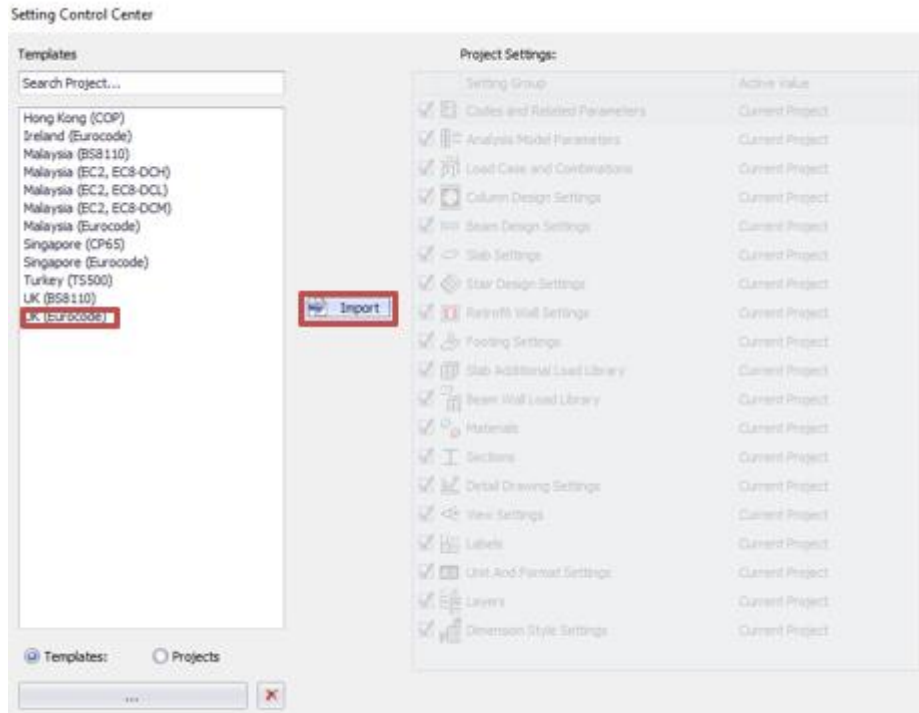 Setting Control Center
Templates
Search Project...
Hong Kong (COP)
Ireland (Eurocode)
Malaysia (BS8110)
Malaysia (EC2, EC8-DCH)
Malaysia (EC2, EC8-DCL)
Malaysia (EC2, EC8-DCM)
Malaysia (Eurocode)
Singapore (CP65)
Singapore (Eurocode)
Turkey (TS500)
UK (BS8110)
UK (Eurocode)
Templates:
Projects
...
Import
Project Settings:
Setting Group Active Value
Codes and Related Parameters Current Project
Analysis Model Parameters Current Project
Load Case and Combinations Current Project
Column Design Settings Current Project
Beam Design Settings Current Project
Slab Settings Current Project
Stair Design Settings Current Project
Retrofit Wall Settings Current Project
Footing Settings Current Project
Slab Additional Load Library Current Project
Beam Wall Load Library Current Project
Materials Current Project
Sections Current Project
Detail Drawing Settings Current Project
View Settings Current Project
Labels Current Project
Unit And Format Settings Current Project
Layers Current Project
Dimension Style Settings Current Project